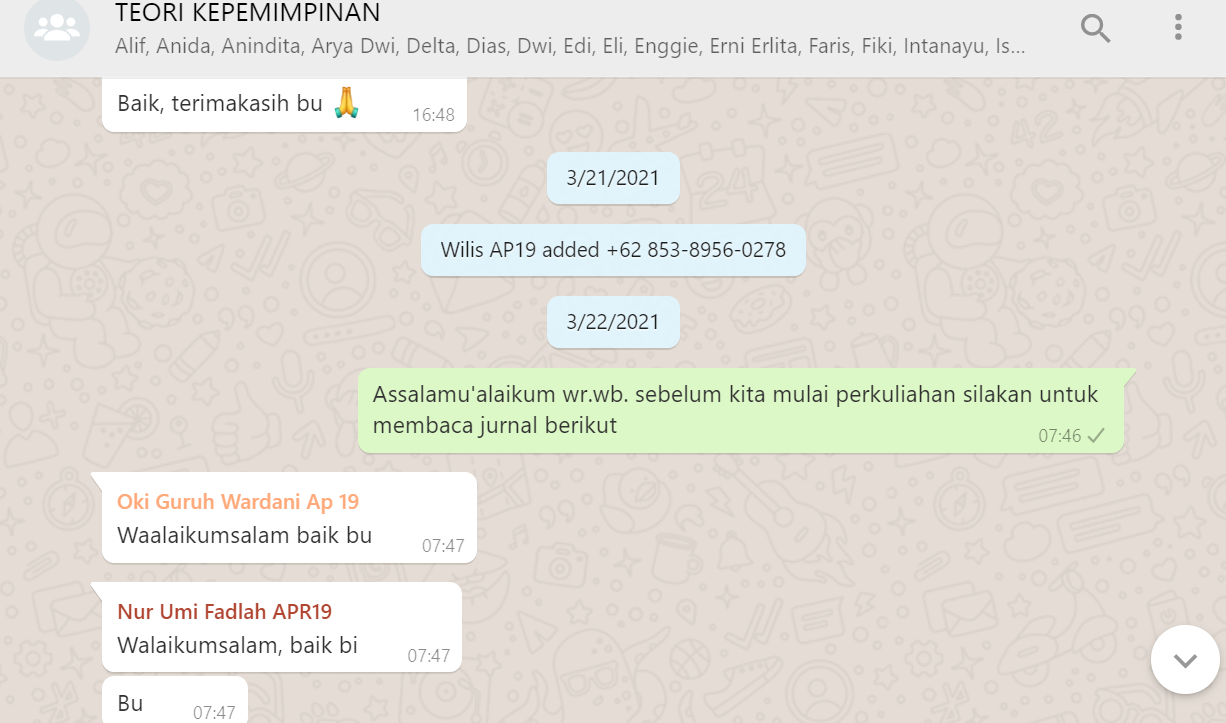 TEORI KEPEMIMPINAN
Alif, Anida, Anindita, Arya Dwi, Delta, Dias, Dwi, Edi, Eli, Enggie, Erni Erlita, Faris, Fiki, Intanayu, Is...
Baik, terimakasih bu 🙏
16:48
3/21/2021
Wilis AP19 added +62 853-8956-0278
3/22/2021
Assalamu'alaikum wr.wb. sebelum kita mulai perkuliahan silakan untuk
membaca jurnal berikut
07:46
Oki Guruh Wardani Ap 19
Waalaikumsalam baik bu
07:47
Nur Umi Fadlah APR19
Walaikumsalam, baik bi
07:47
Bu
07:47